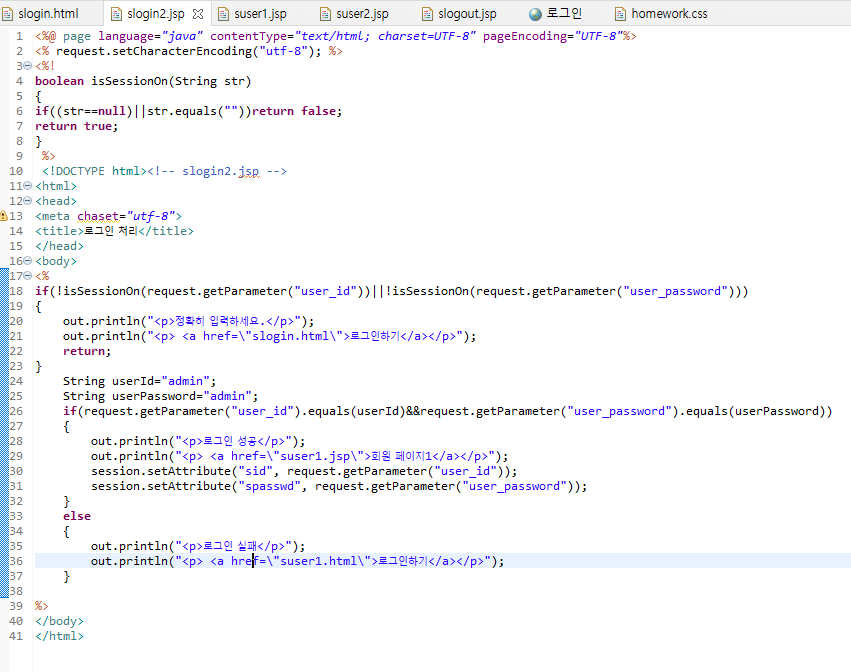 slogin.html slogin2.jsp suser1.jsp suser2.jsp slogout.jsp 로그인 homework.css
1 <%@ page language="java" contentType="text/html; charset=UTF-8" pageEncoding="UTF-8"%>
2 <% request.setCharacterEncoding("utf-8"); %>
3 <%!
4 boolean isSessionOn(String str)
5 {
6 if((str==null)||str.equals(""))return false;
7 return true;
8 }
9 %>
10 <!DOCTYPE html><!-- slogin2.jsp -->
11 <html>
12 <head>
13 <meta chaset="utf-8">
14 <title>로그인 처리</title>
15 </head>
16 <body>
17 <%
18 if(!isSessionOn(request.getParameter("user_id"))||!isSessionOn(request.getParameter("user_password")))
19 {
20 out.println("<p>정확히 입력하세요.</p>");
21 out.println("<p> <a href=\"slogin.html\">로그인하기</a></p>");
22 return;
23 }
24 String userId="admin";
25 String userPassword="admin";
26 if(request.getParameter("user_id").equals(userId)&&request.getParameter("user_password").equals(userPassword))
27 {
28 out.println("<p>로그인 성공</p>");
29 out.println("<p> <a href=\"suser1.jsp\">회원 페이지1</a></p>");
30 session.setAttribute("sid", request.getParameter("user_id"));
31 session.setAttribute("spasswd", request.getParameter("user_password"));
32 }
33 else
34 {
35 out.println("<p>로그인 실패</p>");
36 out.println("<p> <a href=\"suser1.html\">로그인하기</a></p>");
37 }
38
39 %>
40 </body>
41 </html>